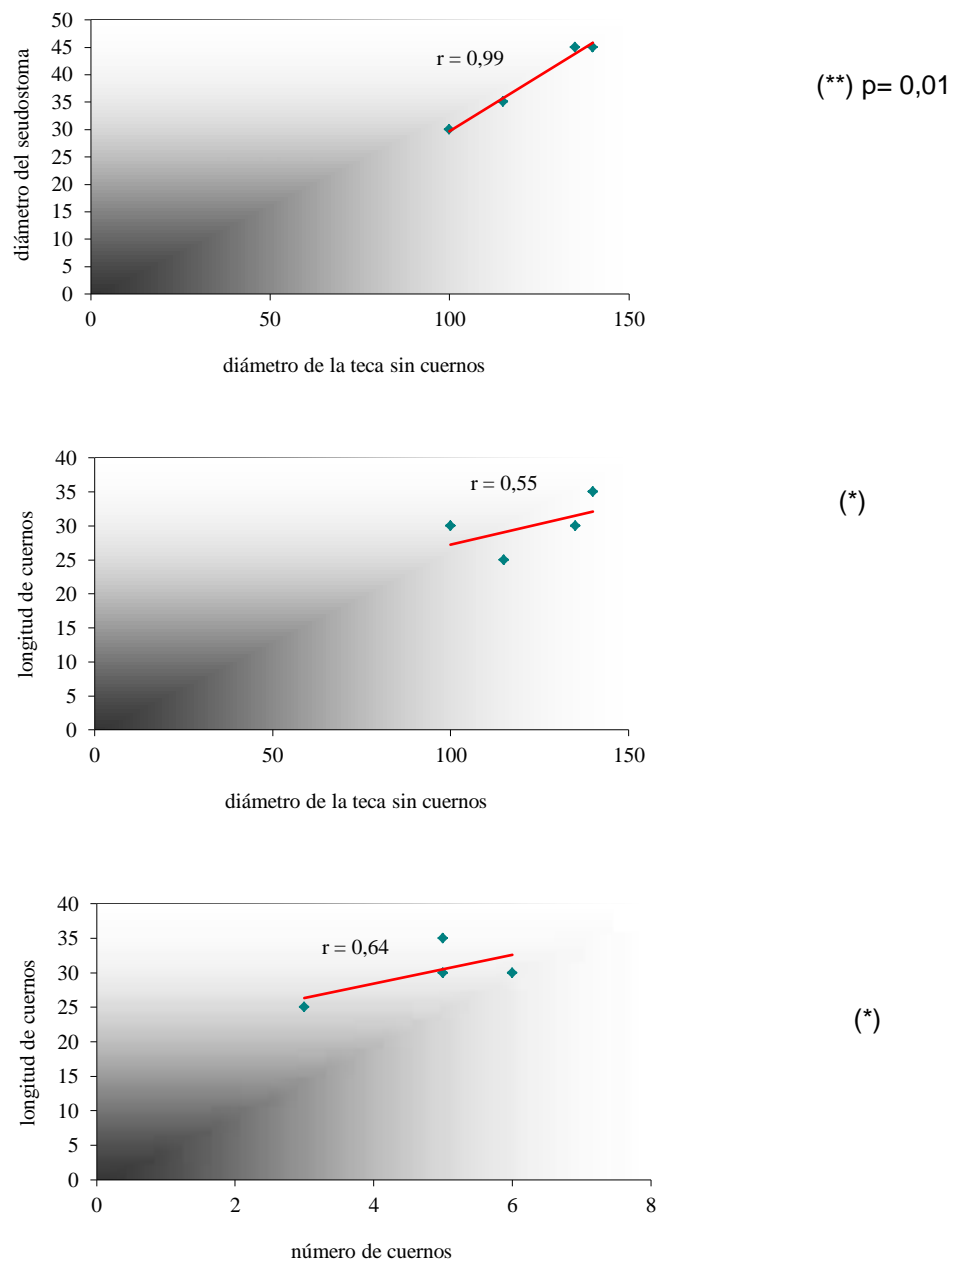 50
45
40
35
30
25
20
15
10
5
0
diámetro del seudostoma
r = 0,99
(**) p= 0,01
0 50 100 150
diámetro de la teca sin cuernos
40
35
30
25
20
15
10
5
0
longitud de cuernos
r = 0,55
(*)
0 50 100 150
diámetro de la teca sin cuernos
40
35
30
25
20
15
10
5
0
longitud de cuernos
r = 0,64
(*)
0 2 4 6 8
número de cuernos